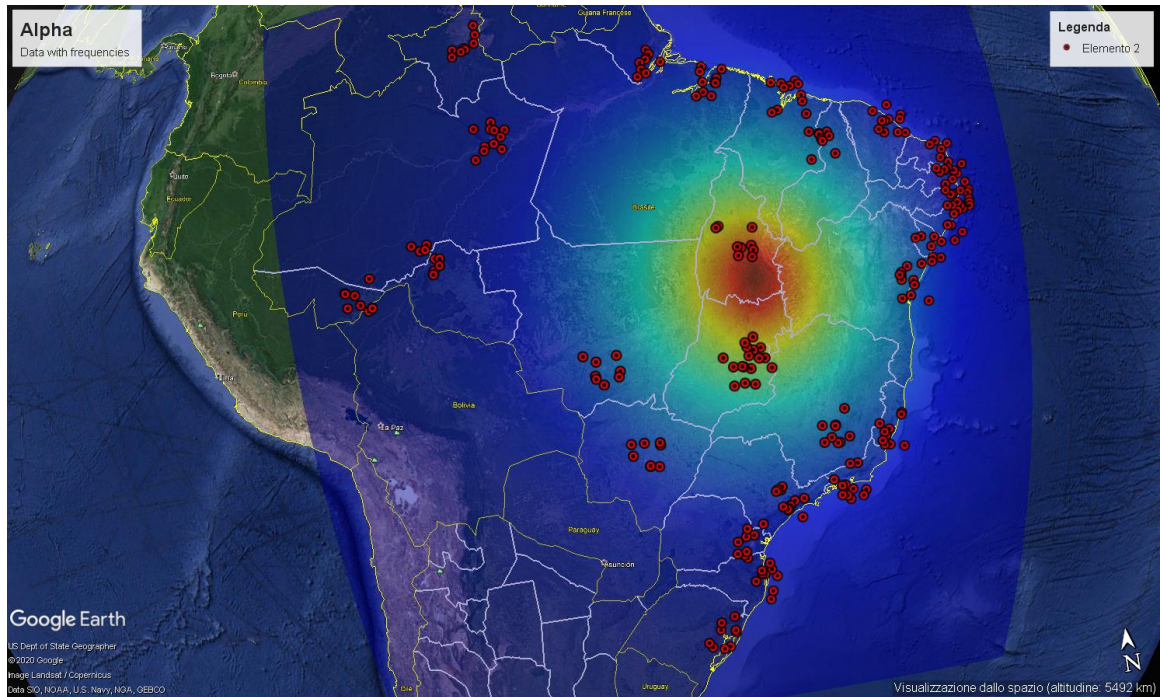 Alpha
Data with frequencies
Legenda
Elemento 2
Guiana Francese
Panama
Bogotá
Colombia
Quito
Ecuador
Brasile
Perù
Lima
Bolivia
La Paz
Paraguay
Asunción
Uruguay
Google Earth
US Dept of State Geographer
© 2020 Google
Image Landsat / Copernicus
Data SIO, NOAA, U.S. Navy, NGA, GEBCO
Visualizzazione dallo spazio (altitudine: 5492 km)
N